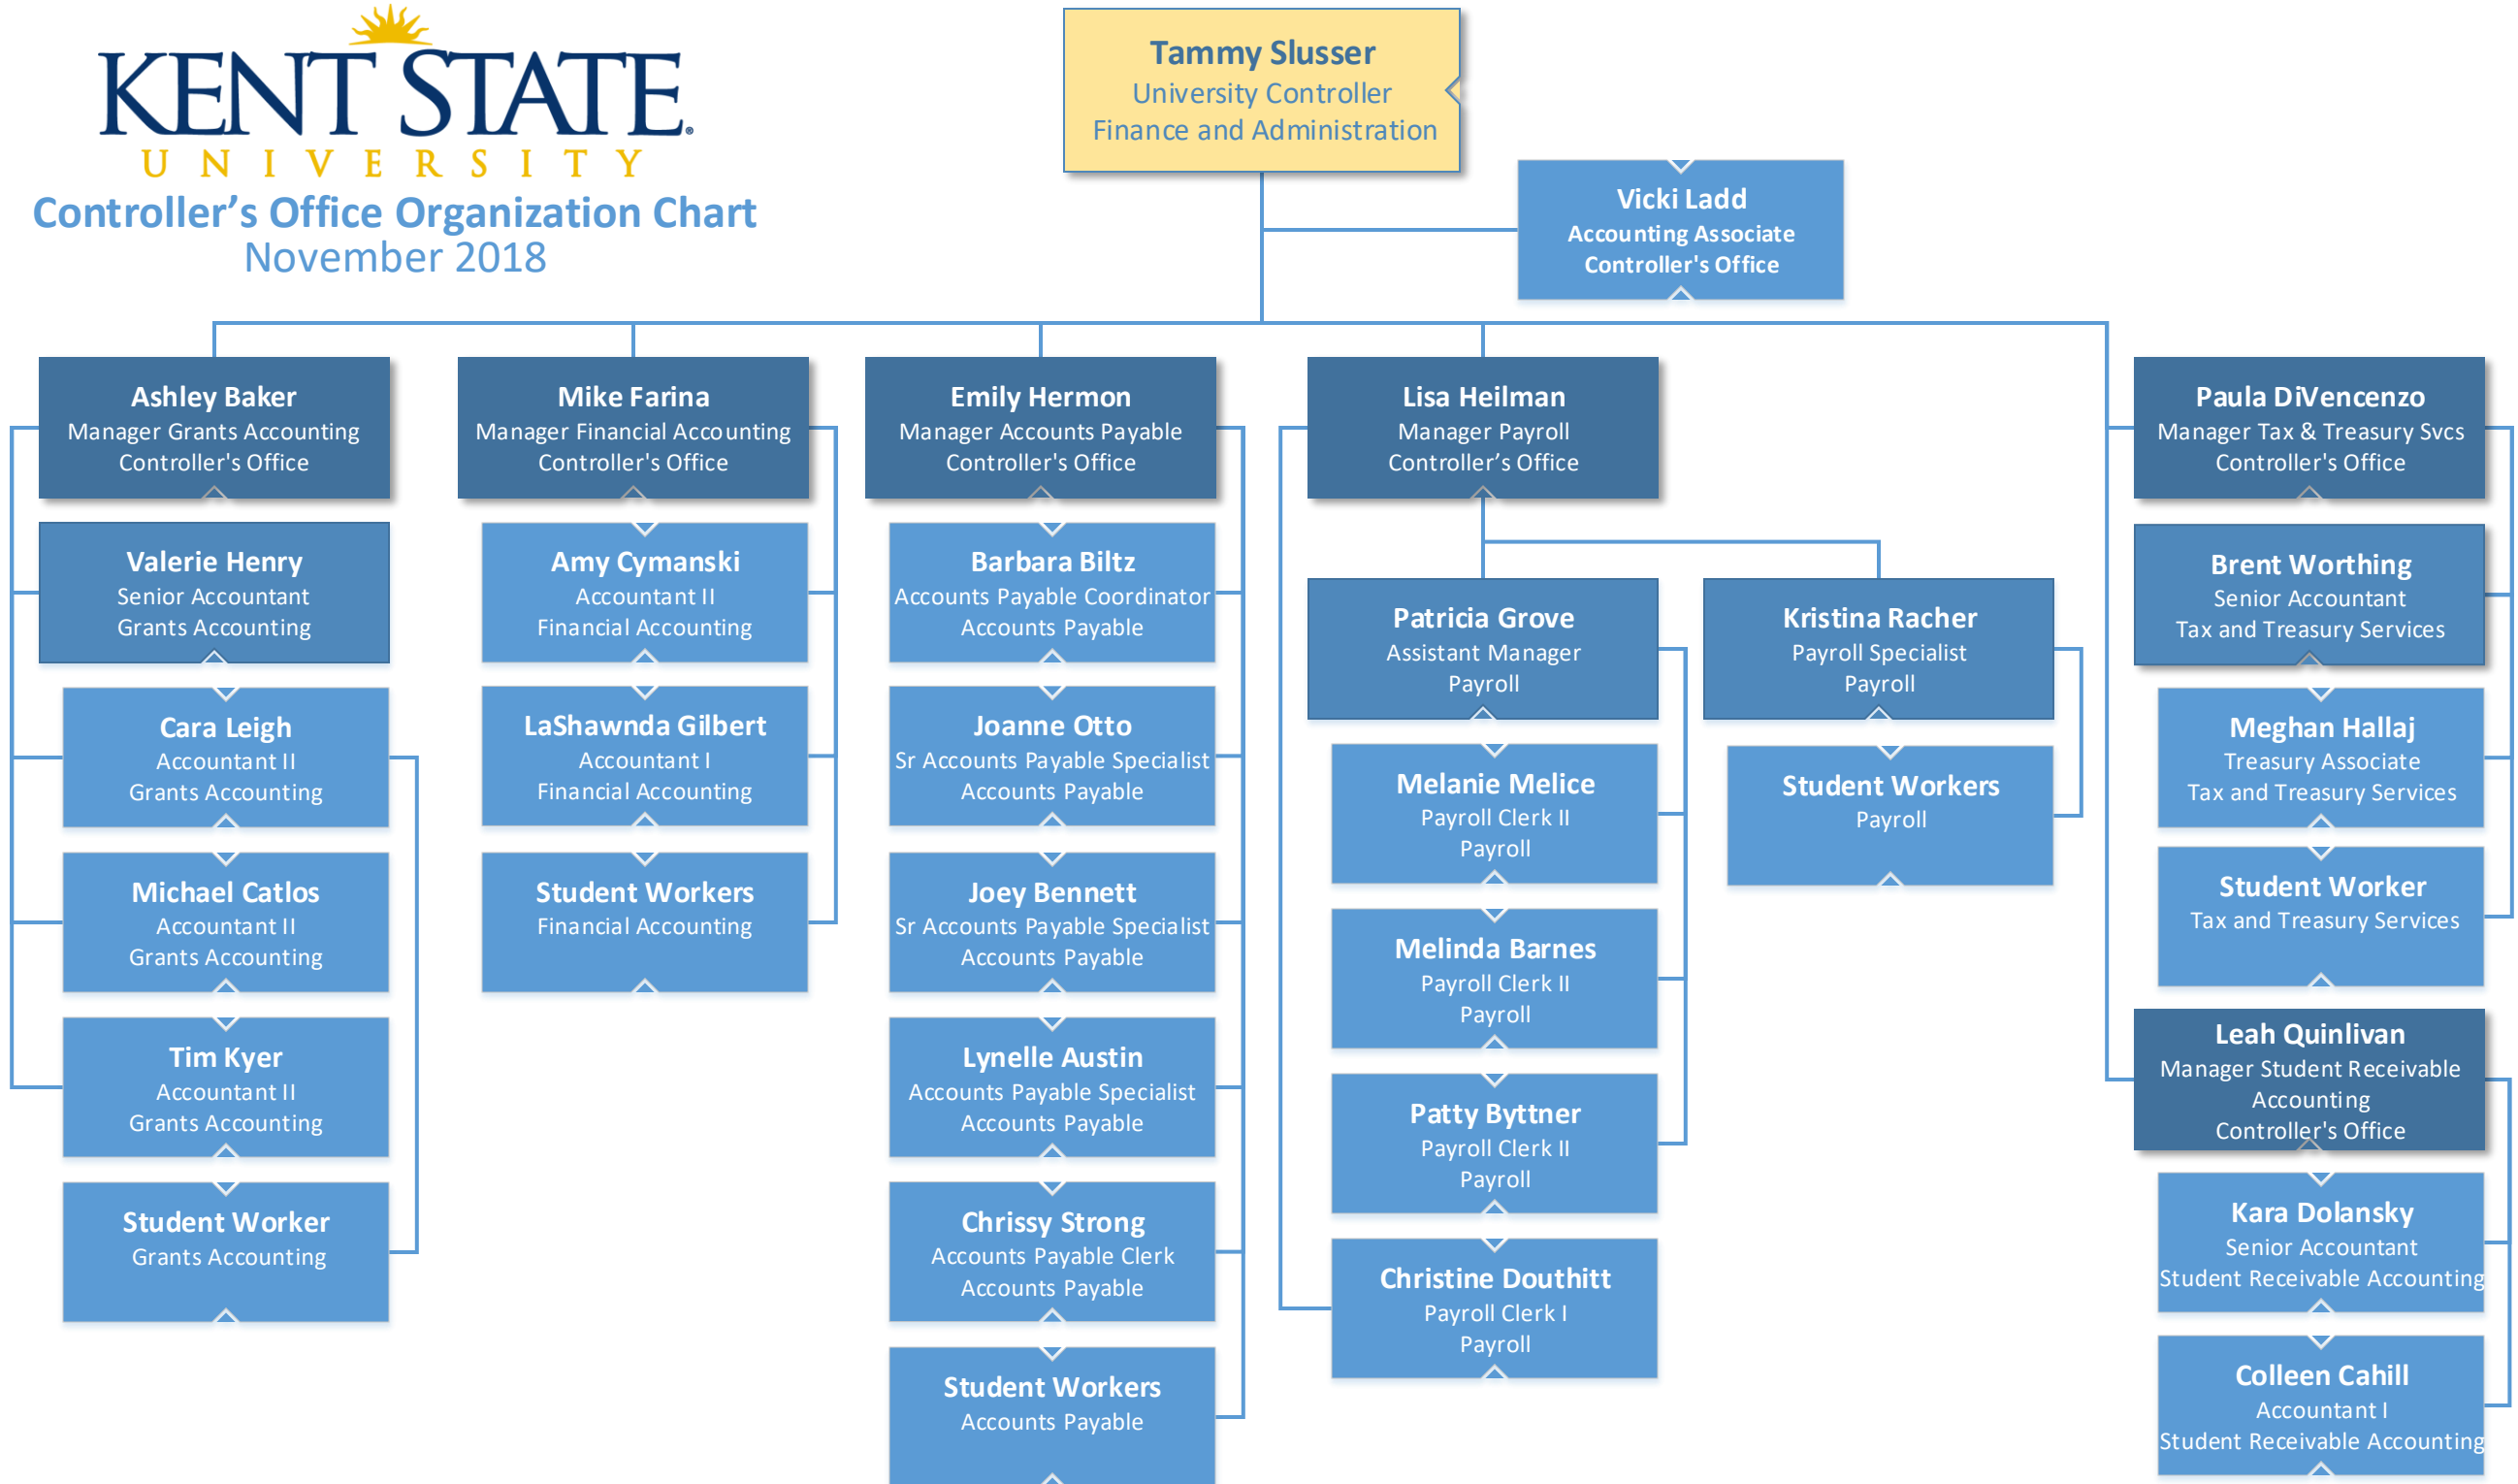 KENT STATE
UNIVERSITY
Controller's Office Organization Chart
November 2018
Tammy Slusser
University Controller
Finance and Administration
Vicki Ladd
Accounting Associate
Controller's Office
Ashley Baker
Manager Grants Accounting
Controller's Office
Valerie Henry
Senior Accountant
Grants Accounting
Cara Leigh
Accountant II
Grants Accounting
Michael Catlos
Accountant II
Grants Accounting
Tim Kyer
Accountant II
Grants Accounting
Student Worker
Grants Accounting
Mike Farina
Manager Financial Accounting
Controller's Office
Amy Cymanski
Accountant II
Financial Accounting
LaShawnda Gilbert
Accountant I
Financial Accounting
Student Workers
Financial Accounting
Emily Hermon
Manager Accounts Payable
Controller's Office
Barbara Biltz
Accounts Payable Coordinator
Accounts Payable
Joanne Otto
Sr Accounts Payable Specialist
Accounts Payable
Joey Bennett
Sr Accounts Payable Specialist
Accounts Payable
Lynelle Austin
Accounts Payable Specialist
Accounts Payable
Chrissy Strong
Accounts Payable Clerk
Accounts Payable
Student Workers
Accounts Payable
Lisa Heilman
Manager Payroll
Controller’s Office
Patricia Grove
Assistant Manager
Payroll
Melanie Melice
Payroll Clerk II
Payroll
Melinda Barnes
Payroll Clerk II
Payroll
Patty Byttner
Payroll Clerk II
Payroll
Christine Douthitt
Payroll Clerk I
Payroll
Kristina Racher
Payroll Specialist
Payroll
Student Workers
Payroll
Paula DiVencenzo
Manager Tax & Treasury Svcs
Controller's Office
Brent Worthing
Senior Accountant
Tax and Treasury Services
Meghan Hallaj
Treasury Associate
Tax and Treasury Services
Student Worker
Tax and Treasury Services
Leah Quinlivan
Manager Student Receivable
Accounting
Controller's Office
Kara Dolansky
Senior Accountant
Student Receivable Accounting
Colleen Cahill
Accountant I
Student Receivable Accounting